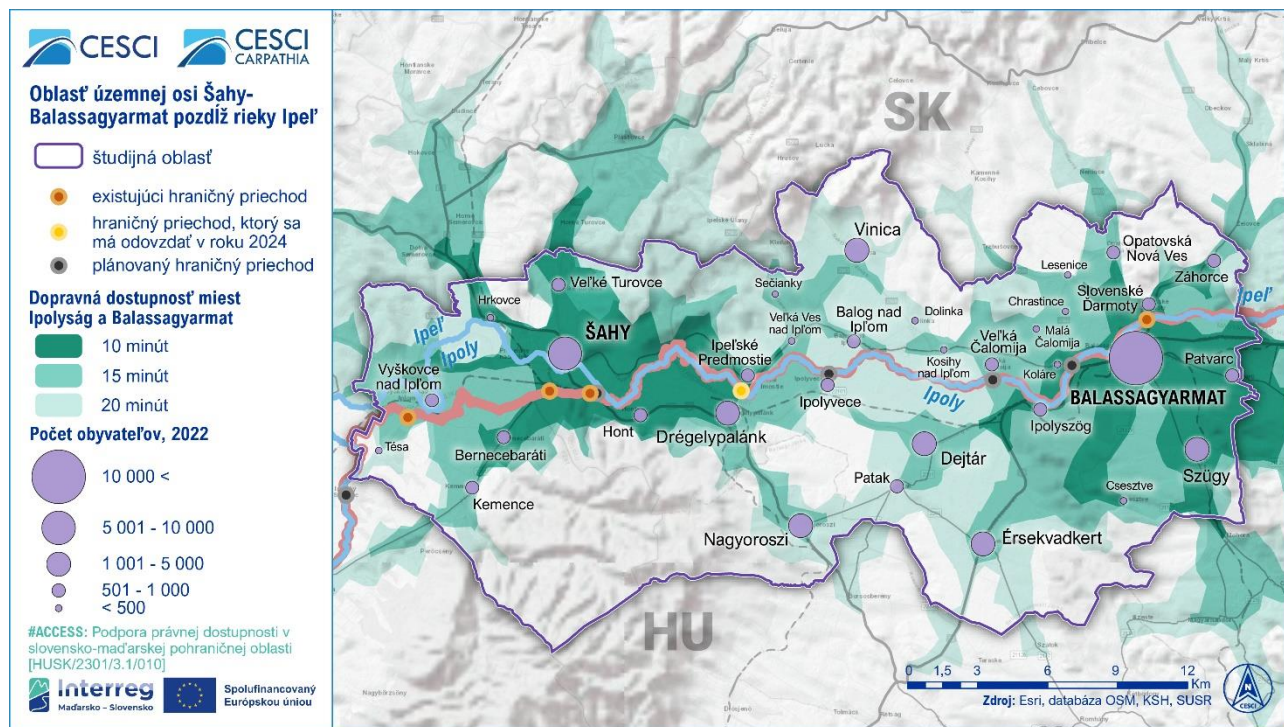 CESCI
CESCI
CARPATHIA
Oblasť územnej osi Šahy-
Balassagyarmat pozdĺž rieky Ipeľ
študijná oblasť
existujúci hraničný priechod
hraničný priechod, ktorý sa
má odovzdať v roku 2024
plánovaný hraničný priechod
Dopravná dostupnosť miest
Ipolyság a Balassagyarmat
10 minút
15 minút
20 minút
Počet obyvateľov, 2022
10 000 <
5 001 - 10 000
1 001 - 5 000
501 - 1 000
< 500
#ACCESS: Podpora právnej dostupnosti v
slovensko-maďarskej pohraničnej oblasti
[HUSK/2301/3.1/010]
Interreg
Maďarsko – Slovensko
Spolufinancovaný
Európskou úniou
SK
HU
Vinica
Opatovská
Nová Ves
Záhorce
Lesenice
Slovenské
Ďarmoty
Ipeľ
Veľké Turovce
Sečianky
Hrkovce
Chrastince
Dolinka
Veľká Ves
nad Ipľom
Balog nad
Ipľom
Malá
Čalomija
Veľká
Čalomija
ŠAHY
Ipeľ
Ipoly
Ipeľské
Predmostie
Kosihy
nad Ipľom
Koláre
Patvarc
Vyškovce
nad Ipľom
Ipolyvece
Ipoly
BALASSAGYARMAT
Ipolyszög
Hont
Drégelypalánk
Tésa
Bernecebaráti
Dejtár
Szügy
Kemence
Patak
Csesztve
Nagyoroszi
Érsekvadkert
0 1,5 3 6 9 12
Km
Zdroj: Esri, databáza OSM, KSH, SUSR
N
CESCI